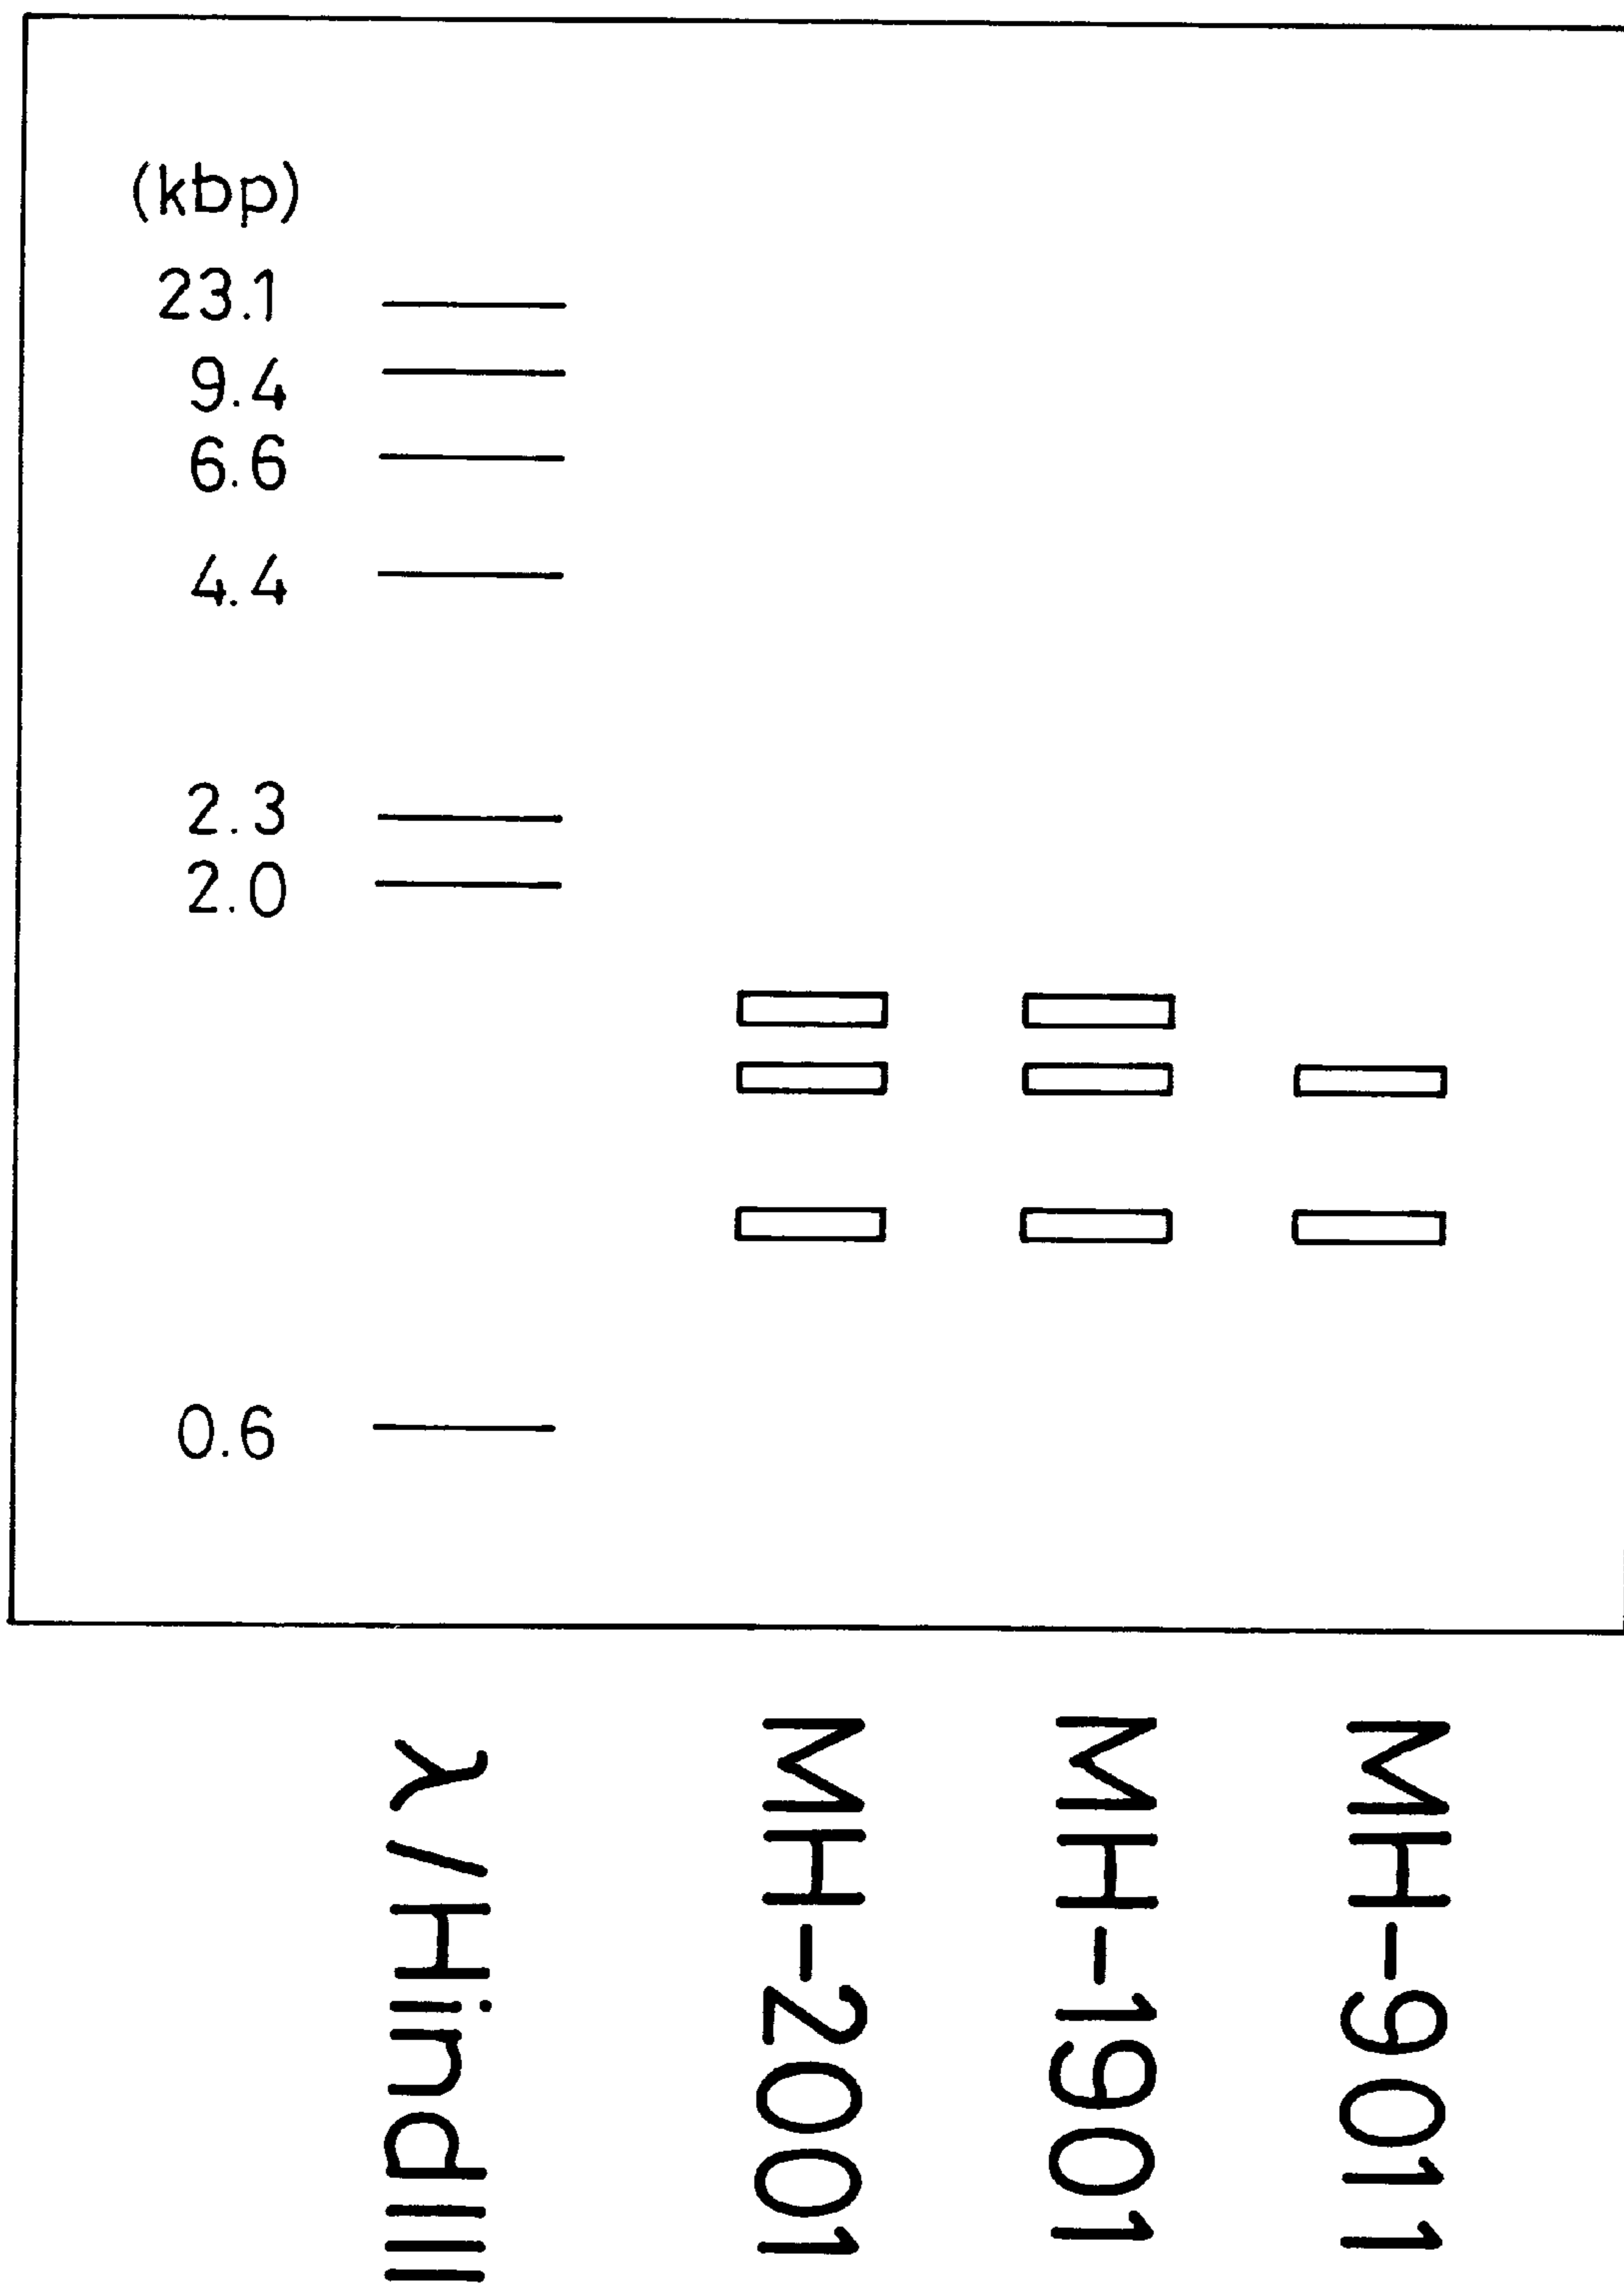 (kbp)
23.1
9.4
6.6
4.4
2.3
2.0
0.6
λ/HindIII
MH-2001
MH-1901
MH-9011